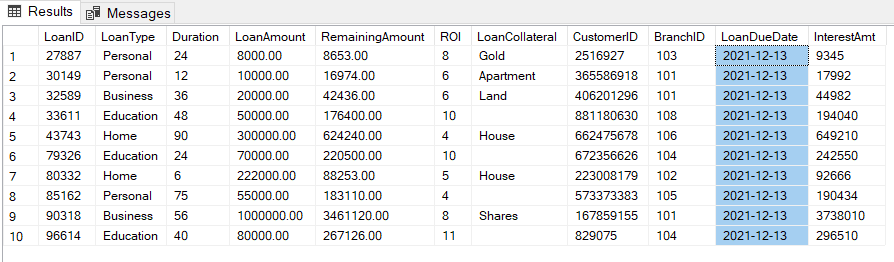 Results Messages
LoanID LoanType Duration LoanAmount RemainingAmount ROI LoanCollateral CustomerID BranchID LoanDueDate InterestAmt
1 27887 Personal 24 8000.00 8653.00 8 Gold 2516927 103 2021-12-13 9345
2 30149 Personal 12 10000.00 16974.00 6 Apartment 365586918 101 2021-12-13 17992
3 32589 Business 36 20000.00 42436.00 6 Land 406201296 101 2021-12-13 44982
4 33611 Education 48 50000.00 176400.00 10 881180630 108 2021-12-13 194040
5 43743 Home 90 300000.00 624240.00 4 House 662475678 106 2021-12-13 649210
6 79326 Education 24 70000.00 220500.00 10 672356626 104 2021-12-13 242550
7 80332 Home 6 222000.00 88253.00 5 House 223008179 102 2021-12-13 92666
8 85162 Personal 75 55000.00 183110.00 4 573373383 105 2021-12-13 190434
9 90318 Business 56 1000000.00 3461120.00 8 Shares 167859155 101 2021-12-13 3738010
10 96614 Education 40 80000.00 267126.00 11 829075 104 2021-12-13 296510